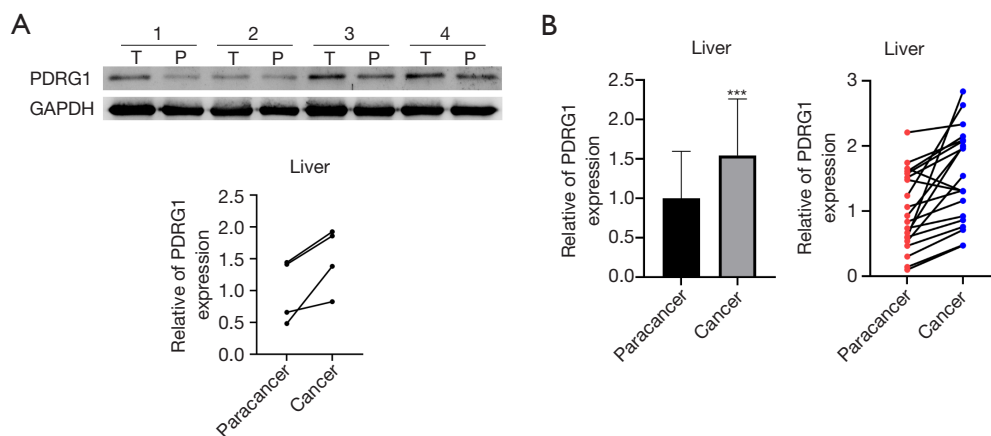 A
1 2 3 4
T P T P T P T P
PDRG1
GAPDH
Liver
Relative of PDRG1
expression
2.5
2.0
1.5
1.0
0.5
0.0
Paracancer
Cancer
B
Liver
Relative of PDRG1
expression
2.5
2.0
1.5
1.0
0.5
0.0
***
Paracancer
Cancer
Liver
Relative of PDRG1
expression
3
2
1
0
Paracancer
Cancer